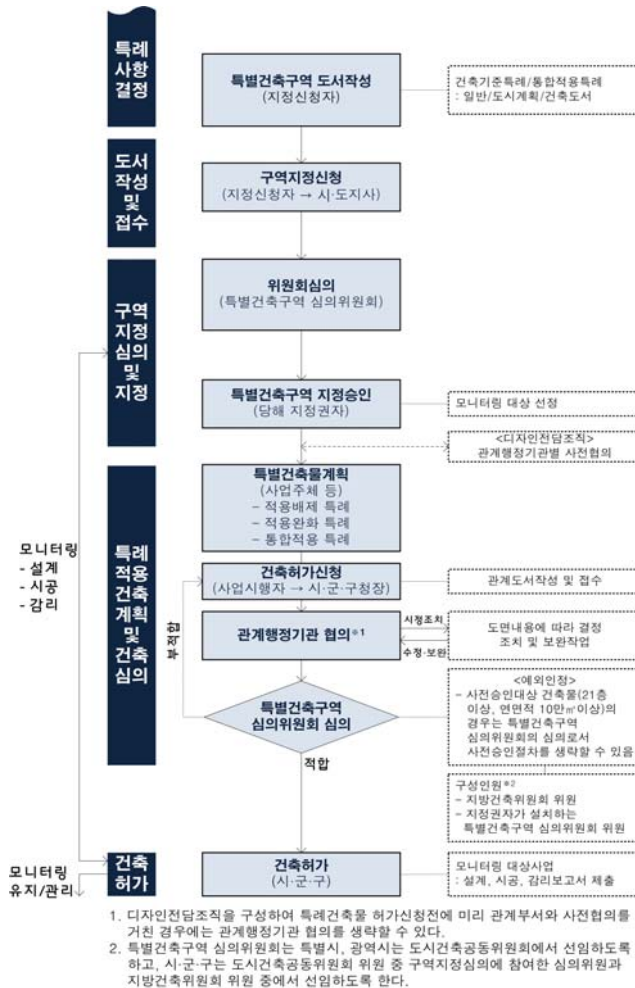 특례
사항
결정
특별건축구역 도서작성
(지정신청자)
건축기준특례/통합적용특례
: 일반/도시계획/건축도서
도서
작성
및
접수
구역지정신청
(지정신청자 → 시·도지사)
구역
지정
심의
및
지정
위원회심의
(특별건축구역 심의위원회)
특별건축구역 지정승인
(당해 지정권자)
모니터링 대상 선정
<디자인전담조직>
관계행정기관별 사전협의
특례
적용
건축
계획
및
건축
심의
특별건축물계획
(사업주체 등)
- 적용배제 특례
- 적용완화 특례
- 통합적용 특례
모니터링
- 설계
- 시공
- 감리
건축허가신청
(사업시행자 → 시·군·구청장)
관계도서작성 및 접수
부적합
관계행정기관 협의※1
시정조치
수정·보완
도면내용에 따라 결정
조치 및 보완작업
특별건축구역
심의위원회 심의
적합
<예외인정>
- 사전승인대상 건축물(21층
이상, 연면적 10만㎡이상)의
경우는 특별건축구역
심의위원회의 심의로서
사전승인절차를 생략할 수 있음
구성인원※2
- 지방건축위원회 위원
- 지정권자가 설치하는
특별건축구역 심의위원회 위원
건축
허가
모니터링
유지/관리
건축허가
(시·군·구)
모니터링 대상사업
: 설계, 시공, 감리보고서 제출
1. 디자인전담조직을 구성하여 특례건축물 허가신청전에 미리 관계부서와 사전협의를
거친 경우에는 관계행정기관 협의를 생략할 수 있다.
2. 특별건축구역 심의위원회는 특별시, 광역시는 도시건축공동위원회에서 선임하도록
하고, 시·군·구는 도시건축공동위원회 위원 중 구역지정심의에 참여한 심의위원과
지방건축위원회 위원 중에서 선임하도록 한다.